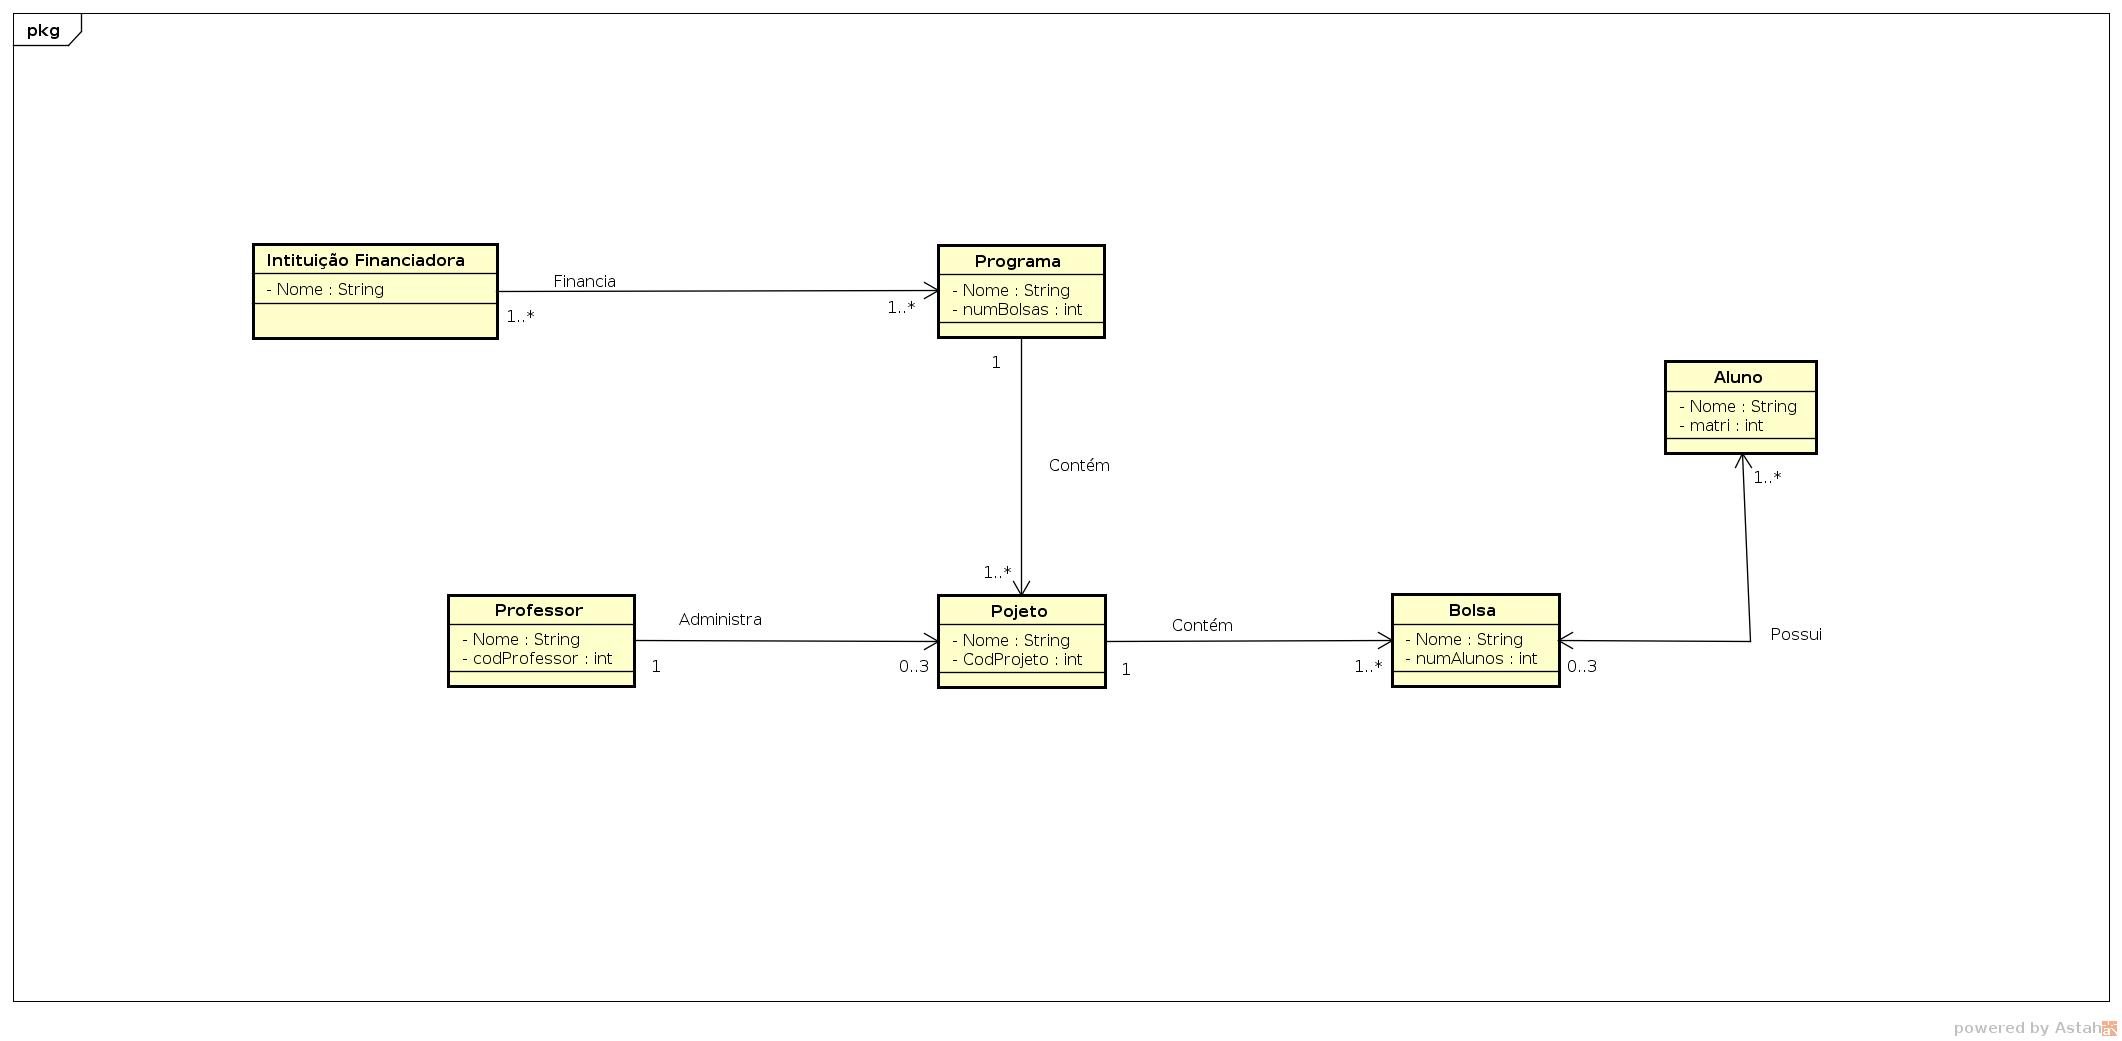 pkg
Intituição Financiadora
- Nome : String
Financia
1..*
1..*
Programa
- Nome : String
- numBolsas : int
1
Contém
1..*
Aluno
- Nome : String
- matri : int
1..*
Professor
- Nome : String
- codProfessor : int
Administra
1
0..3
Pojeto
- Nome : String
- CodProjeto : int
Contém
1
1..*
Bolsa
- Nome : String
- numAlunos : int
0..3
Possui
powered by Astah